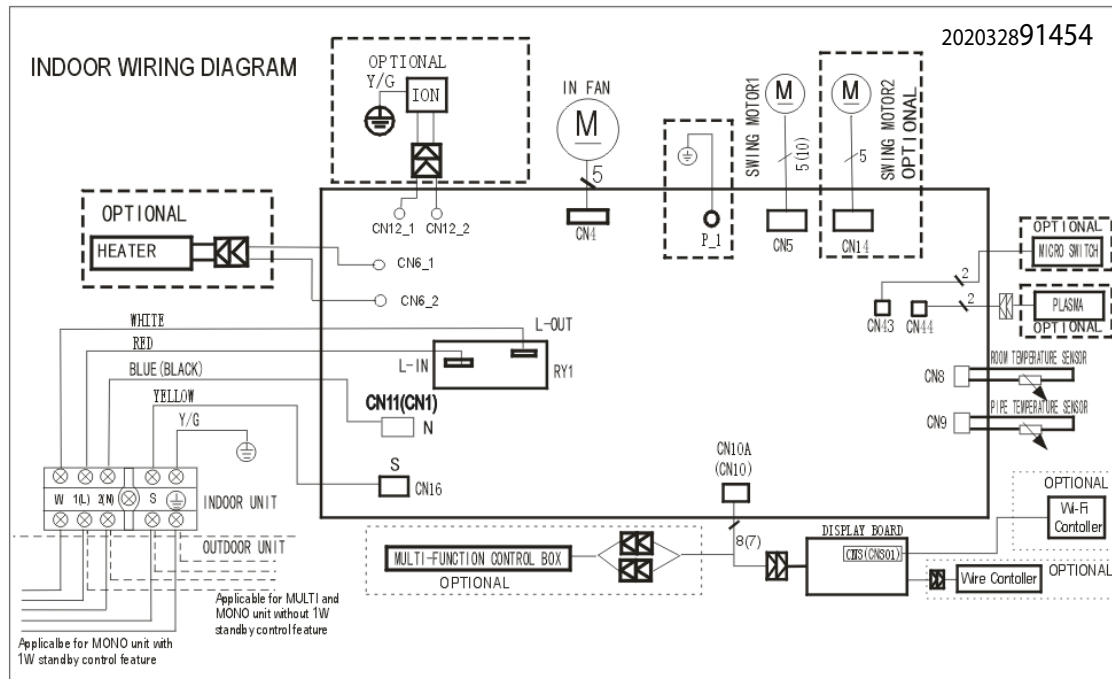 202032891454
INDOOR WIRING DIAGRAM
OPTIONAL
Y/G
ION
IN FAN
M
5
SWING MOTOR1
M
5(10)
M
5
SWING MOTOR2
OPTIONAL
CN12_1
CN12_2
CN4
P_1
CN5
CN14
OPTIONAL
HEATER
CN6_1
CN6_2
OPTIONAL
MICRO SWITCH
2
2
PLASMA
OPTIONAL
CN43
CN44
WHITE
RED
BLUE(BLACK)
YELLOW
Y/G
L-OUT
L-IN
RY1
CN11(CN1)
N
S
CN16
CN8
ROOM TEMPERATURE SENSOR
CN9
PIPE TEMPERATURE SENSOR
CN10A
(CN10)
8(7)
W 1(L) 2(N) S
INDOOR UNIT
OUTDOOR UNIT
MULTI-FUNCTION CONTROL BOX
OPTIONAL
DISPLAY BOARD
OPTIONAL
Wi-Fi
Contoller
Wire Contoller
OPTIONAL
Applicable for MULTI and
MONO unit without 1W
standby control feature
Applicalbe for MONO unit with
1W standby control feature